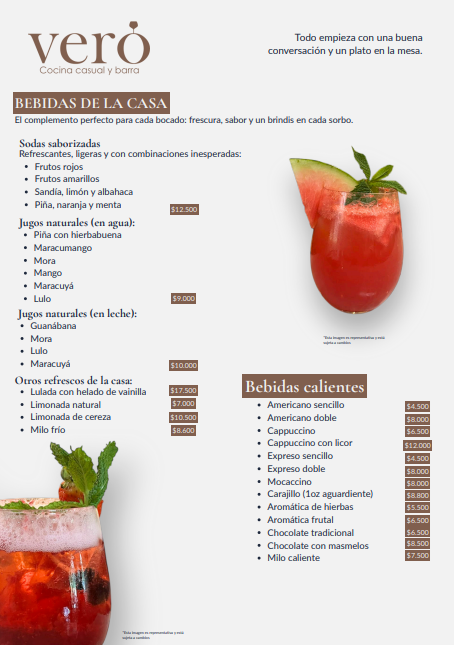 vero
Cocina casual y barra
Todo empieza con una buena
conversación y un plato en la mesa.
BEBIDAS DE LA CASA
El complemento perfecto para cada bocado: frescura, sabor y un brindis en cada sorbo.
Sodas saborizadas
Refrescantes, ligeras y con combinaciones inesperadas:
• Frutos rojos
• Frutos amarillos
• Sandía, limón y albahaca
• Piña, naranja y menta $12.500
Jugos naturales (en agua):
• Piña con hierbabuena
• Maracumango
• Mora
• Mango
• Maracuyá
• Lulo $9.000
Jugos naturales (en leche):
• Guanábana
• Mora
• Lulo
• Maracuyá $10.000
Otros refrescos de la casa:
• Lulada con helado de vainilla $17.500
• Limonada natural $7.000
• Limonada de cereza $10.500
• Milo frío $8.600
*Esta imagen es representativa y está
sujeta a cambios
*Esta imagen es representativa y está
sujeta a cambios
Bebidas calientes
• Americano sencillo $4.500
• Americano doble $8.000
• Cappuccino $6.500
• Cappuccino con licor $12.000
• Expreso sencillo $4.500
• Expreso doble $8.000
• Mocaccino $8.000
• Carajillo (1oz aguardiente) $8.800
• Aromática de hierbas $5.500
• Aromática frutal $6.500
• Chocolate tradicional $6.500
• Chocolate con masmelos $8.500
• Milo caliente $7.500